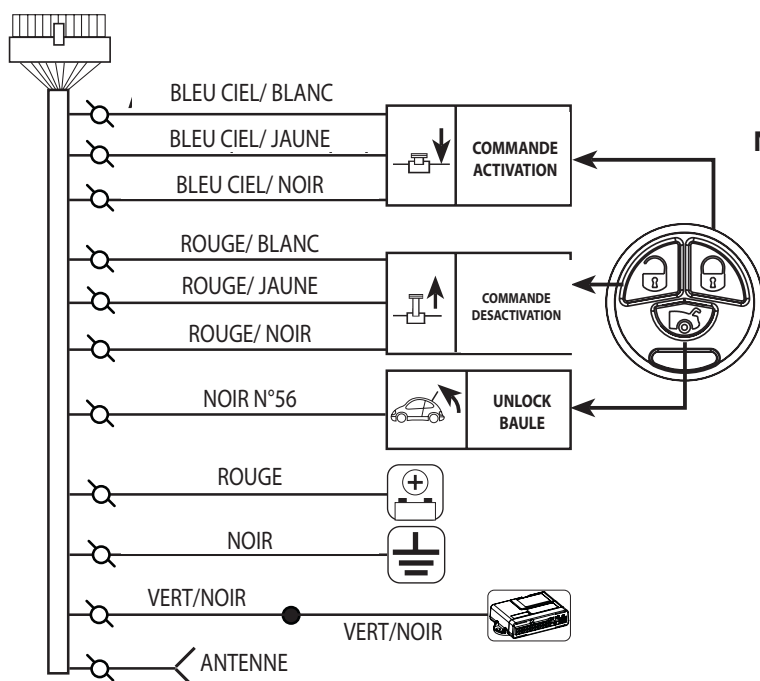 BLEU CIEL/ BLANC
BLEU CIEL/ JAUNE
BLEU CIEL/ NOIR
COMMANDE
ACTIVATION
ROUGE/ BLANC
ROUGE/ JAUNE
ROUGE/ NOIR
COMMANDE
DESACTIVATION
NOIR N°56
UNLOCK
BAULE
ROUGE
NOIR
VERT/NOIR
VERT/NOIR
ANTENNE